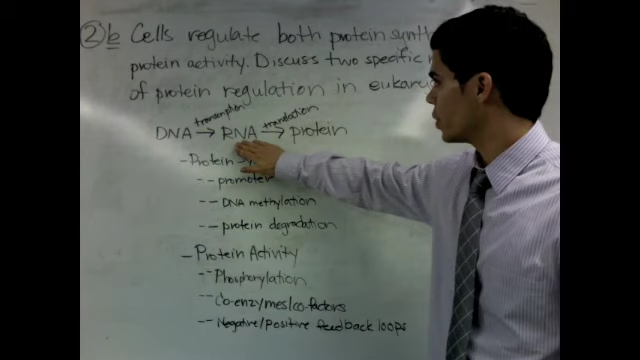 ② b Cells regulate both protein synth
protein activity. Discuss two specific
of protein regulation in eukario
transcription translation
DNA → RNA → protein
- Protein
-- promoter
-- DNA methylation
-- protein degradation
- Protein Activity
-- Phosphorylation
-- Co-enzymes/co-factors
-- Negative/Positive feedback loops